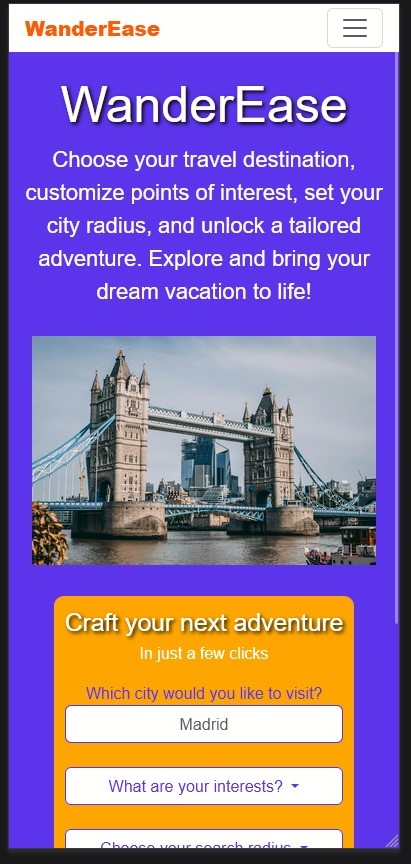 WanderEase
WanderEase
Choose your travel destination,
customize points of interest, set your
city radius, and unlock a tailored
adventure. Explore and bring your
dream vacation to life!
Craft your next adventure
In just a few clicks
Which city would you like to visit?
Madrid
What are your interests?
Choose your search radius